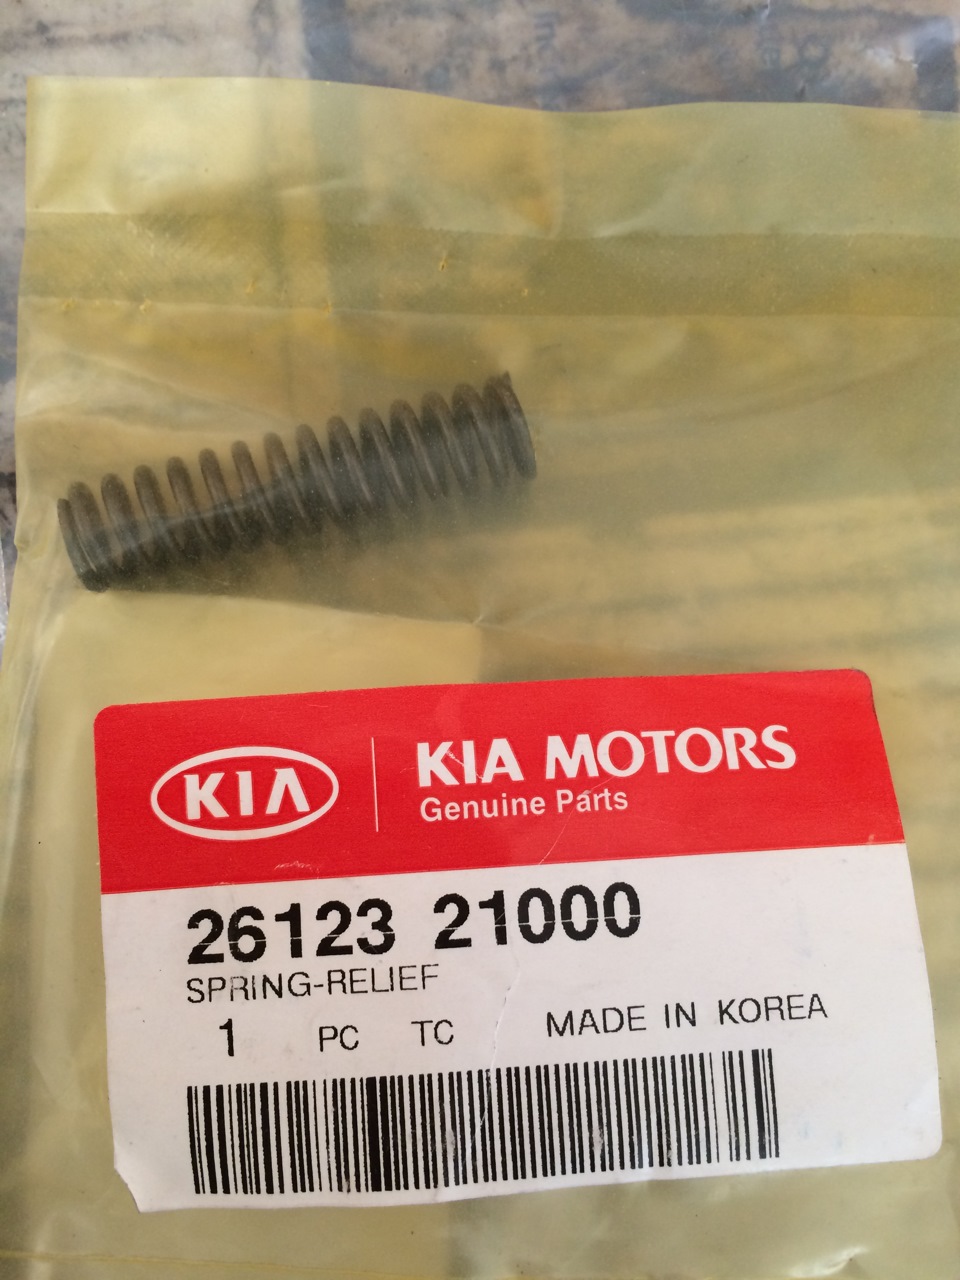 KIA
KIA MOTORS
Genuine Parts
26123 21000
SPRING-RELIEF
1 PC TC MADE IN KOREA